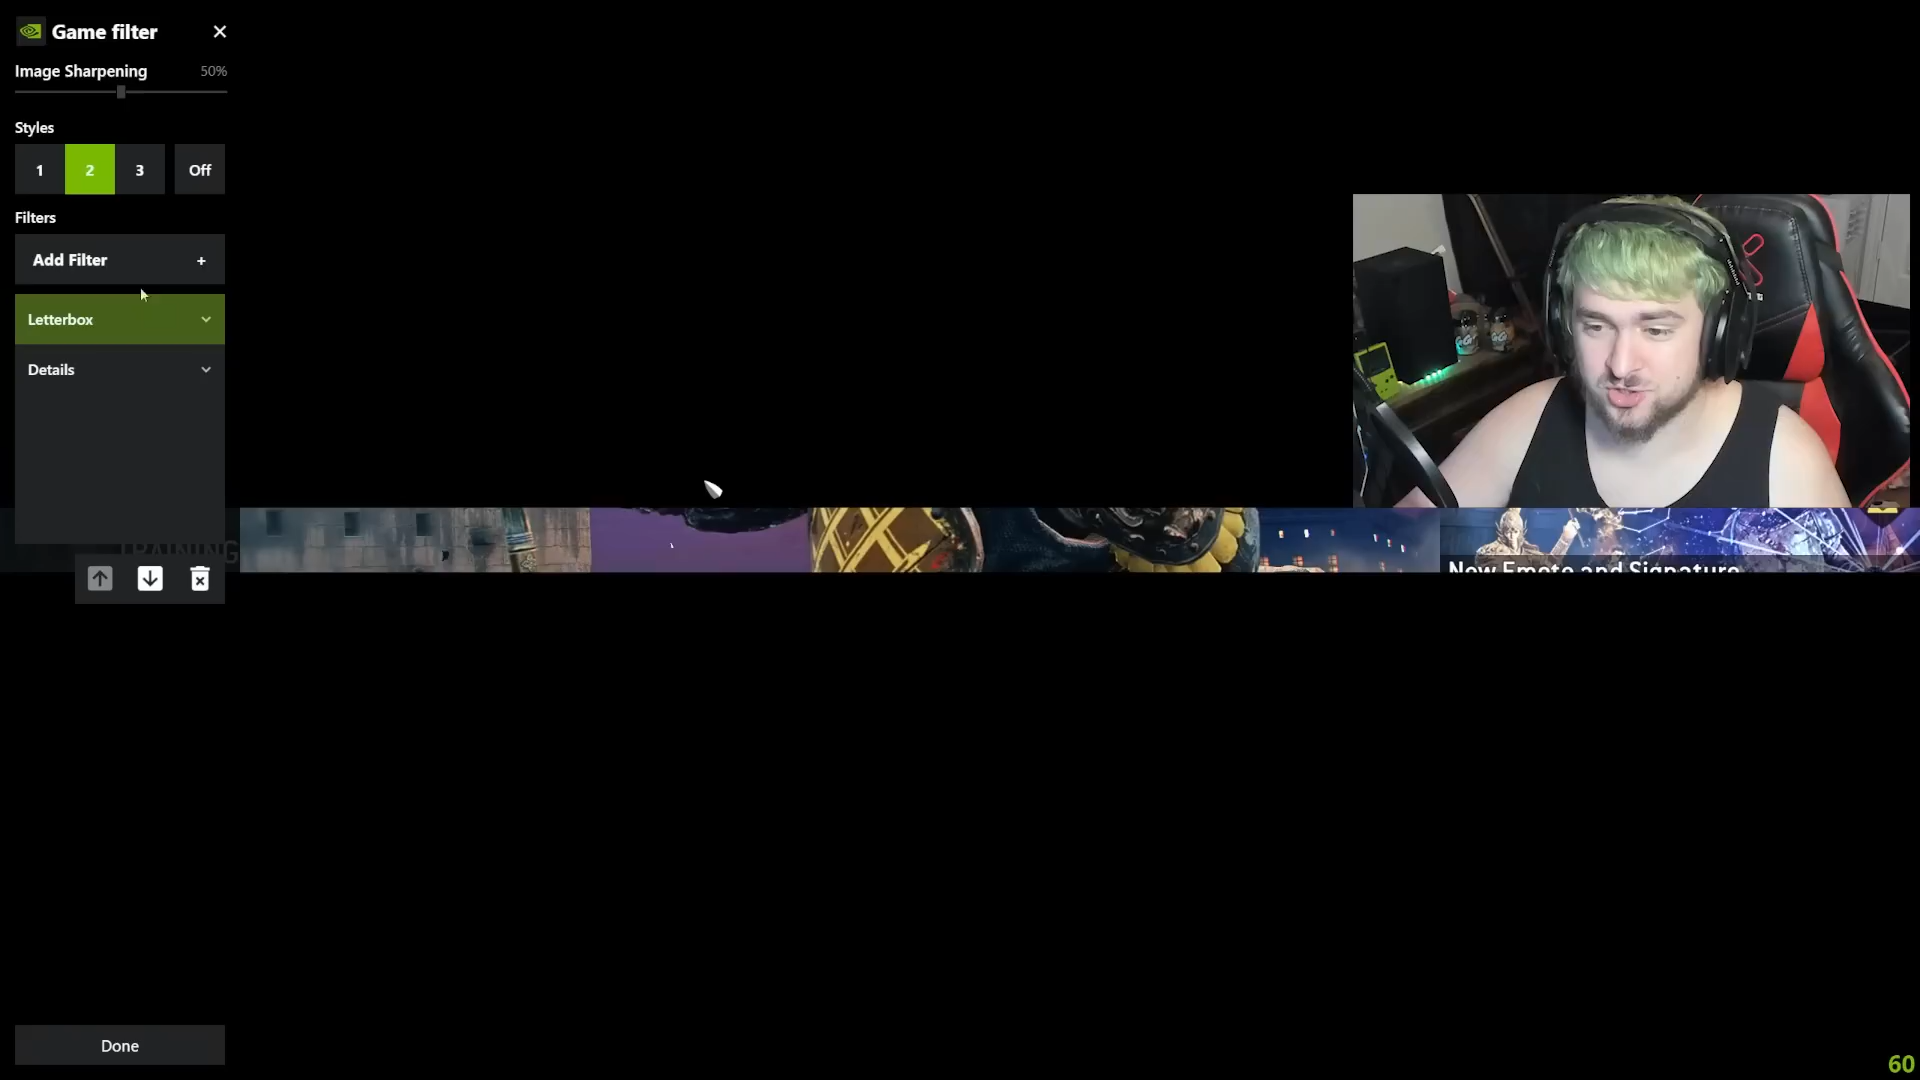 Game filter
Image Sharpening 50%
Styles
1 2 3 Off
Filters
Add Filter +
Letterbox
Details
TRAINING
New Emote and Signature
Done
60